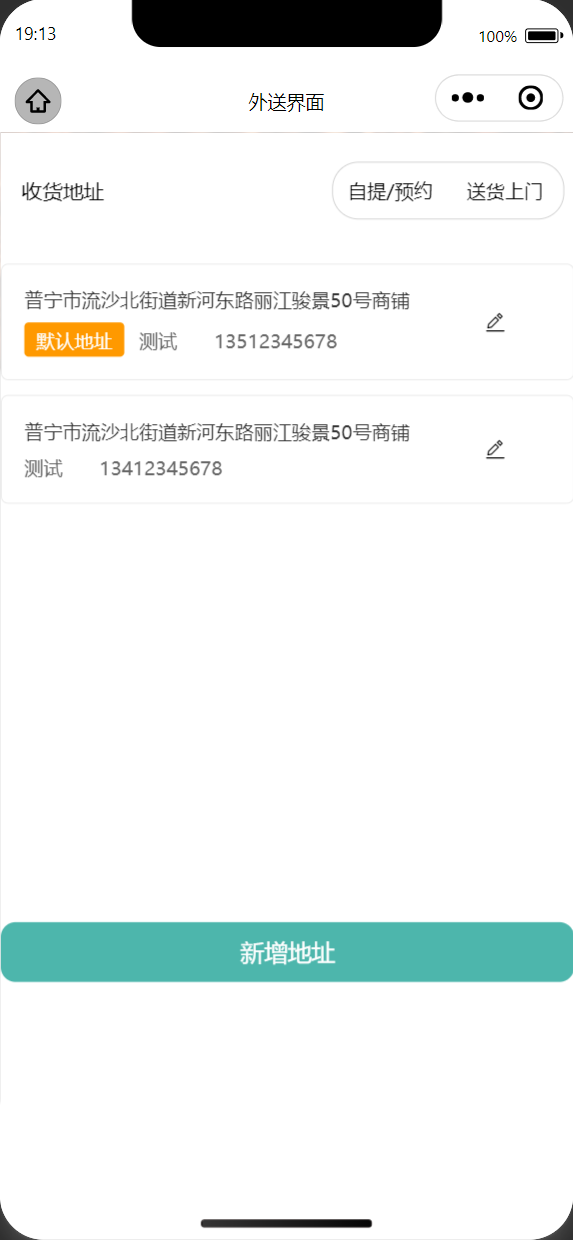 19:13
100%
外送界面
收货地址
自提/预约 送货上门
普宁市流沙北街道新河东路丽江骏景50号商铺
默认地址 测试 13512345678
普宁市流沙北街道新河东路丽江骏景50号商铺
测试 13412345678
新增地址